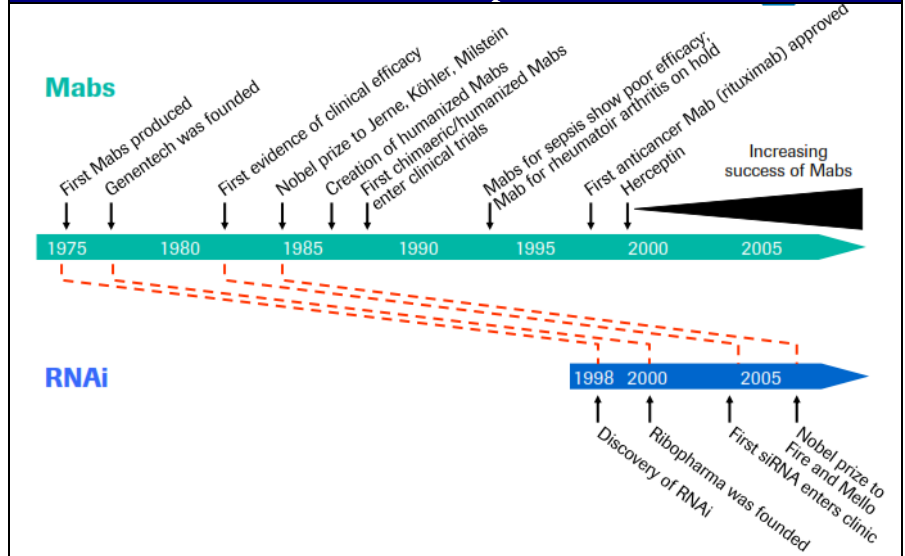 Mabs
First Mabs produced
Genentech was founded
First evidence of clinical efficacy
Nobel prize to Jerne, Köhler, Milstein
Creation of humanized Mabs
First chimaeric/humanized Mabs
enter clinical trials
Mabs for sepsis show poor efficacy;
Mab for rheumatoir arthritis on hold
First anticancer Mab (rituximab) approved
Herceptin
Increasing
success of Mabs
1975 1980 1985 1990 1995 2000 2005
RNAi
1998 2000 2005
Discovery of RNAi
Ribopharma was founded
First siRNA enters clinic
Nobel prize to
Fire and Mello